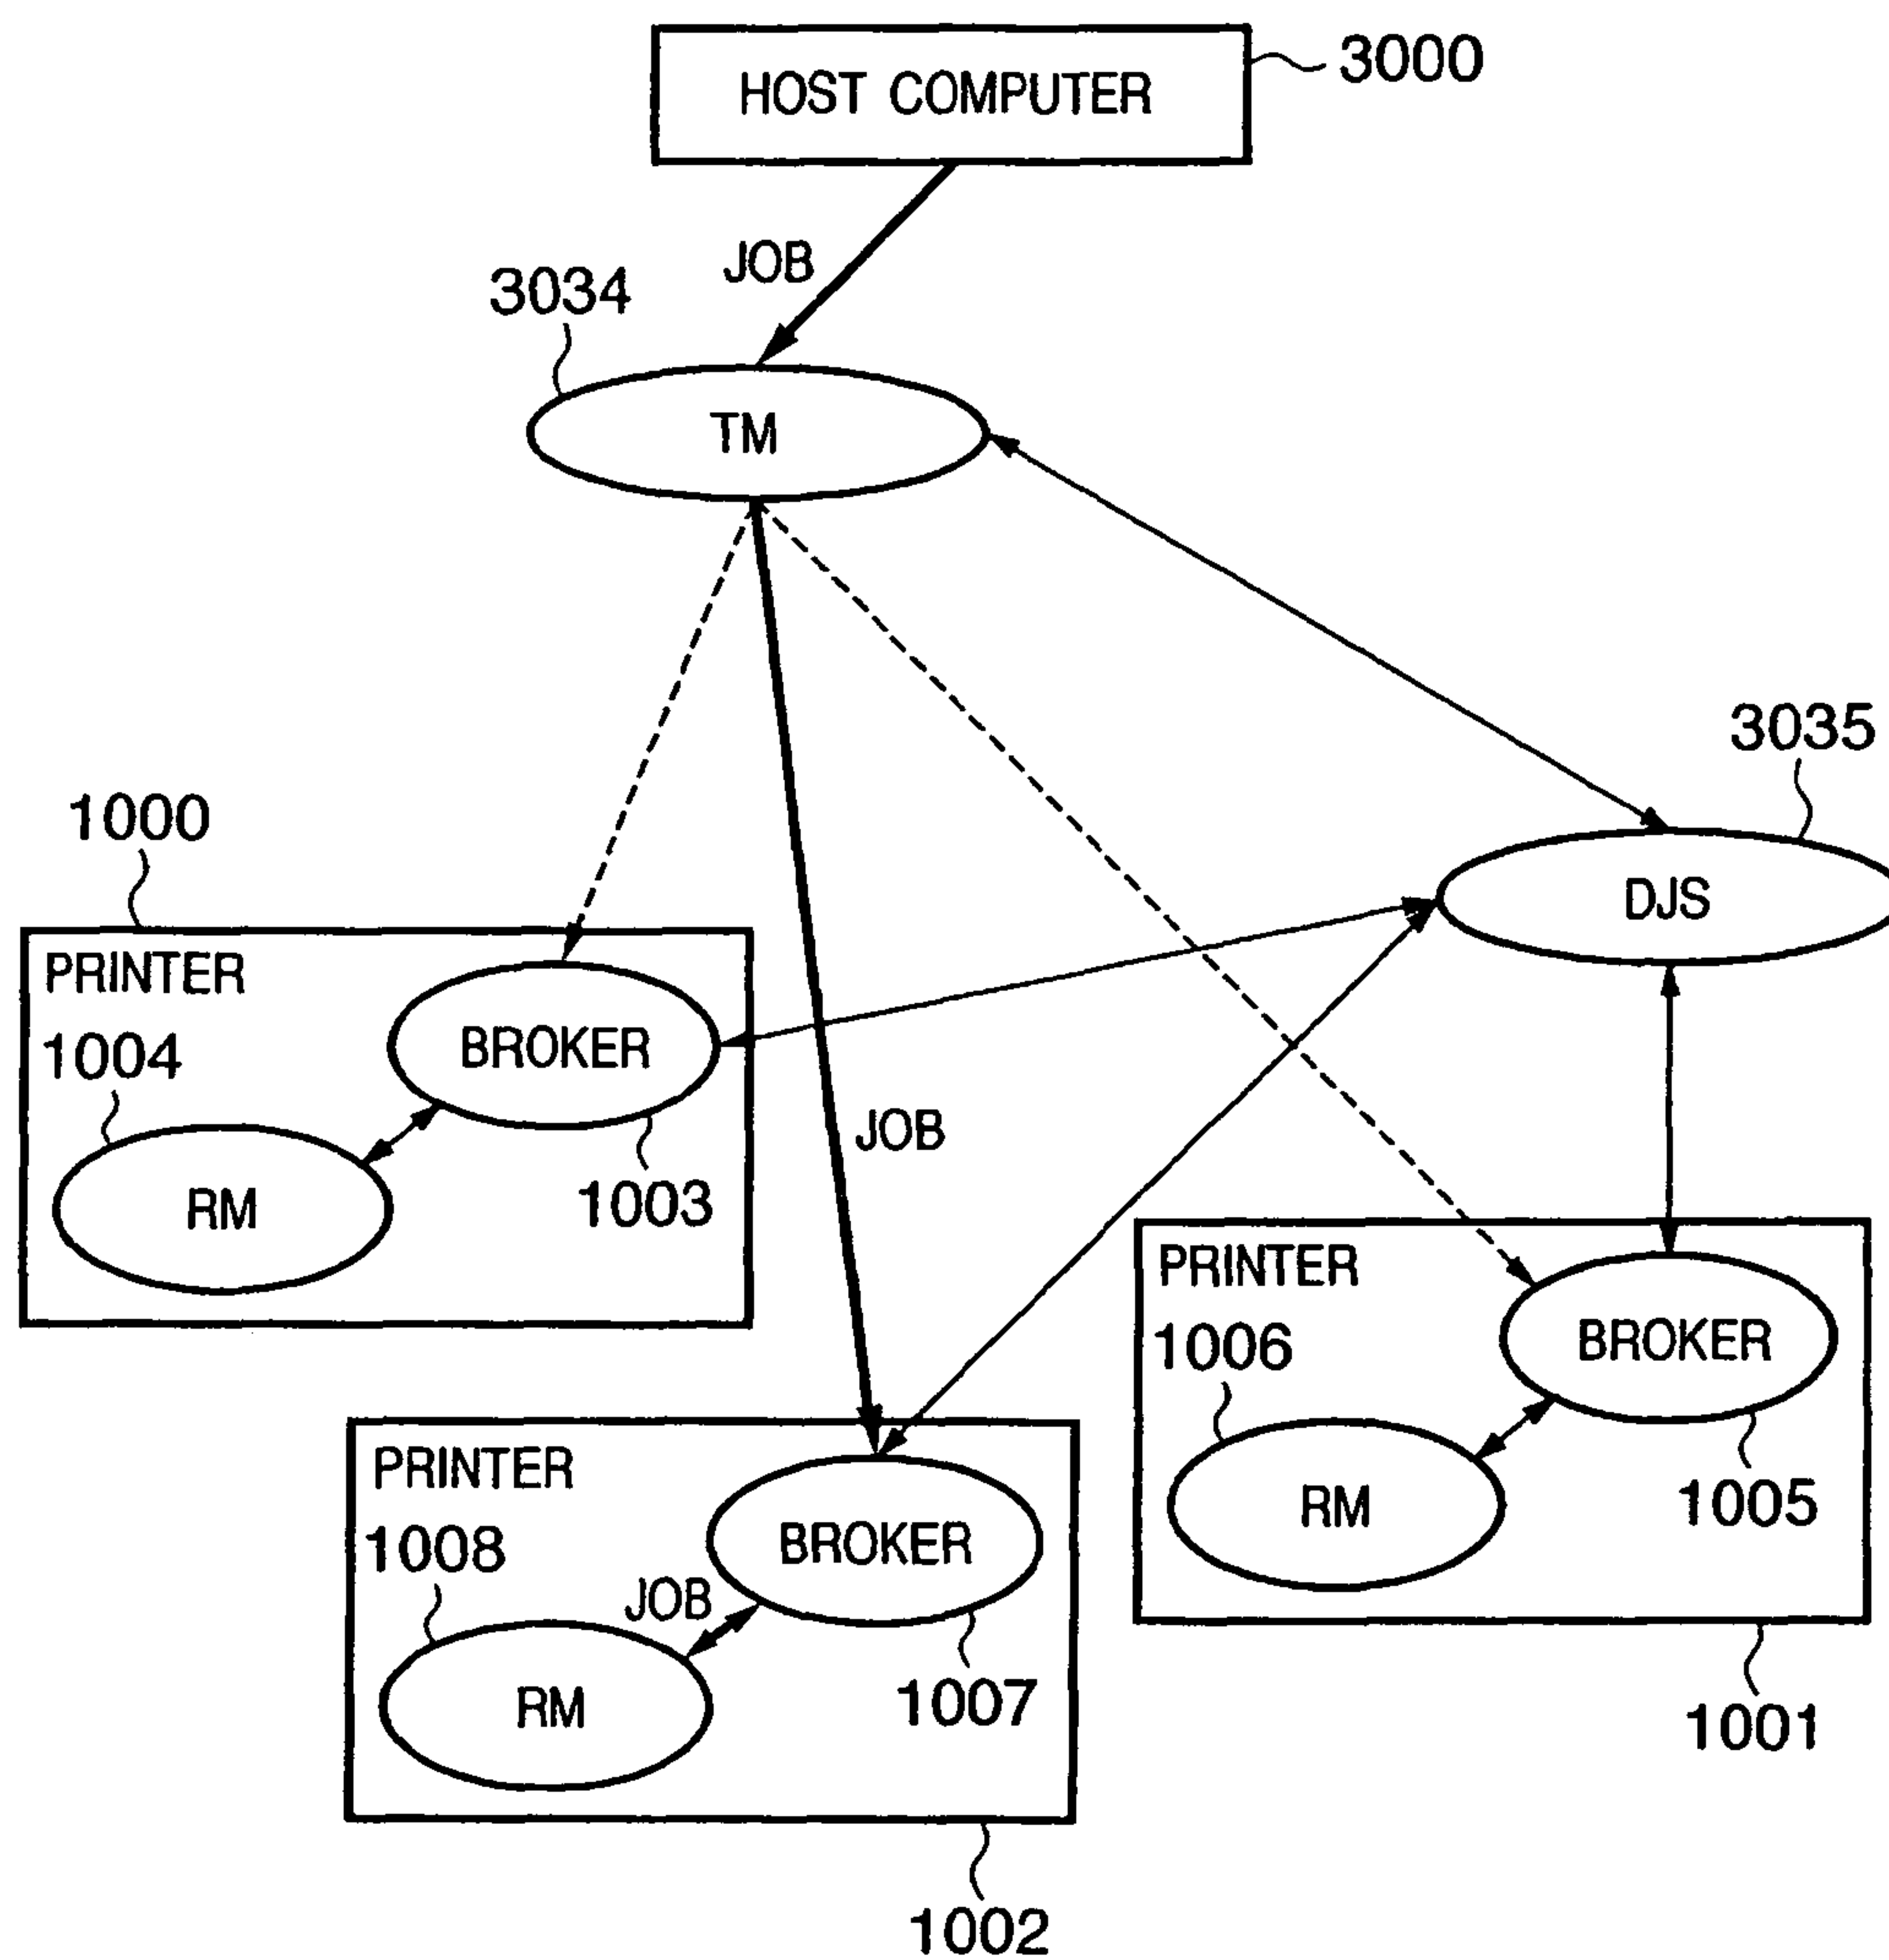 HOST COMPUTER
3000
JOB
3034
TM
3035
DJS
1000
PRINTER
1004
BROKER
RM
1003
JOB
PRINTER
1006
BROKER
RM
1005
1001
PRINTER
1008
BROKER
JOB
RM
1007
1002